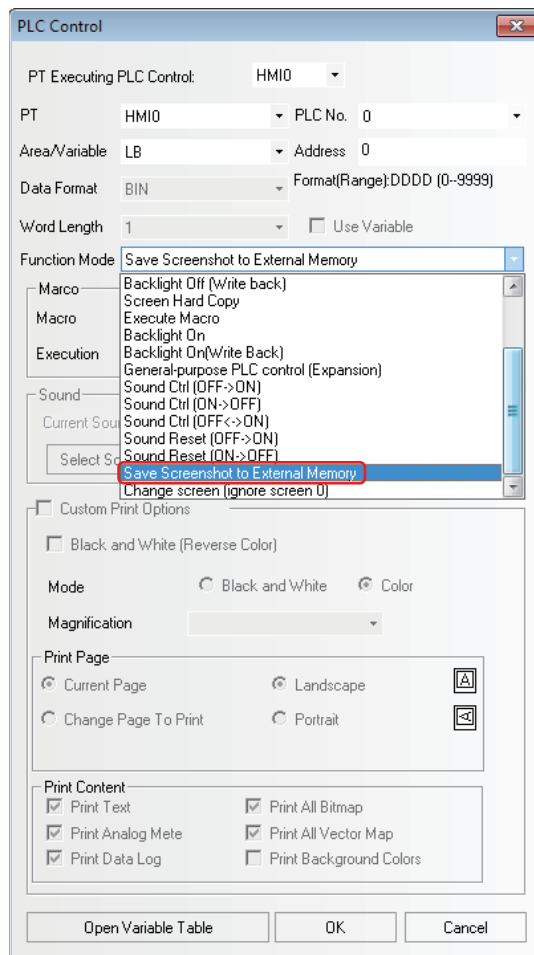 PLC Control
PT Executing PLC Control: HMI0
PT HMI0 PLC No. 0
Area/Variable LB Address 0
Data Format BIN Format(Range):DDDD (0--9999)
Word Length 1 Use Variable
Function Mode Save Screenshot to External Memory
Backlight Off (Write back)
Marco
Screen Hard Copy
Macro Execute Macro
Backlight On
Execution Backlight On(Write Back)
General-purpose PLC control (Expansion)
Sound Sound Ctrl (OFF->ON)
Sound Ctrl (ON->OFF)
Current Sou Sound Ctrl (OFF<->ON)
Sound Reset (OFF->ON)
Select So Sound Reset (ON->OFF)
Save Screenshot to External Memory
Change screen (ignore screen 0)
Custom Print Options
Black and White (Reverse Color)
Mode Black and White Color
Magnification
Print Page
Current Page Landscape A
Change Page To Print Portrait A
Print Content
Print Text Print All Bitmap
Print Analog Mete Print All Vector Map
Print Data Log Print Background Colors
Open Variable Table OK Cancel